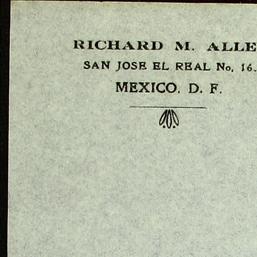 RICHARD M. ALLE
SAN JOSE EL REAL No. 16.
MEXICO. D. F.